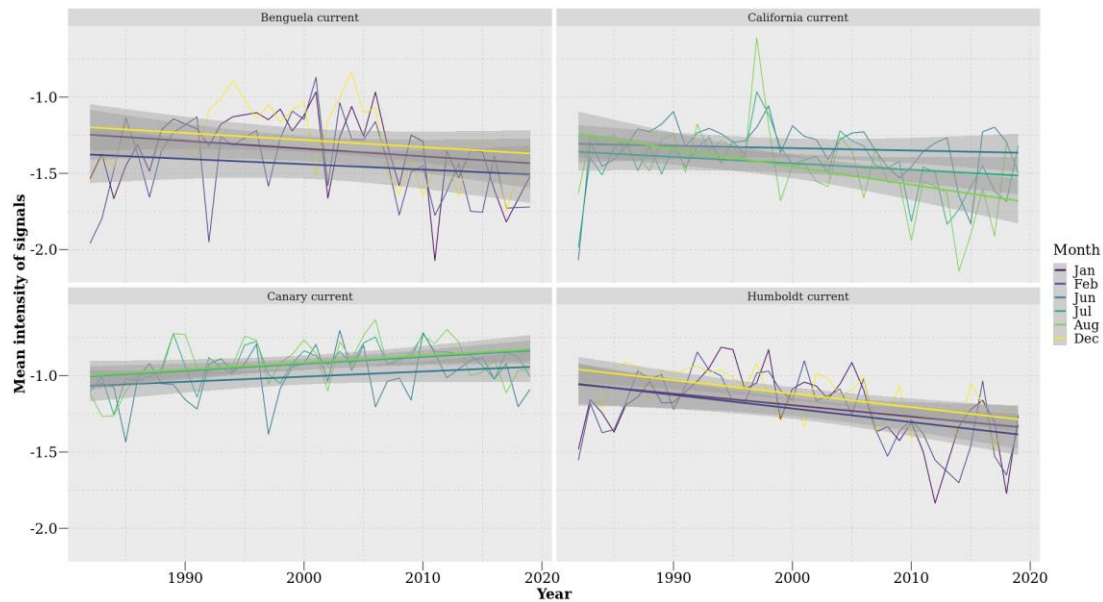 Benguela current
California current
-1.0
-1.5
-2.0
Mean intensity of signals
Canary current
Humboldt current
-1.0
-1.5
-2.0
Month
Jan
Feb
Jun
Jul
Aug
Dec
1990
2000
2010
2020
1990
2000
2010
2020
Year